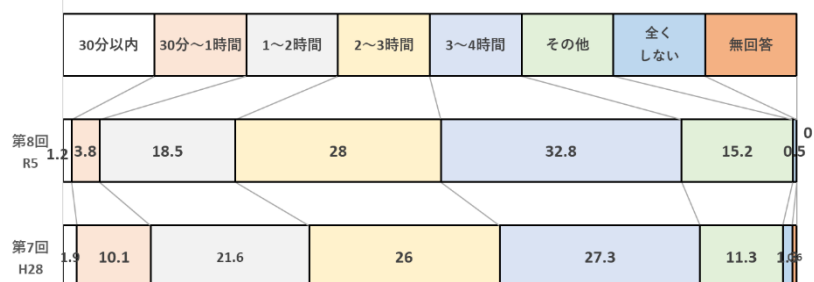 30分以内 30分～1時間 1～2時間 2～3時間 3～4時間 その他 全く
しない 無回答
第8回
R5
1.2 3.8 18.5 28 32.8 15.2 0.5 0
第7回
H28
1.9 10.1 21.6 26 27.3 11.3